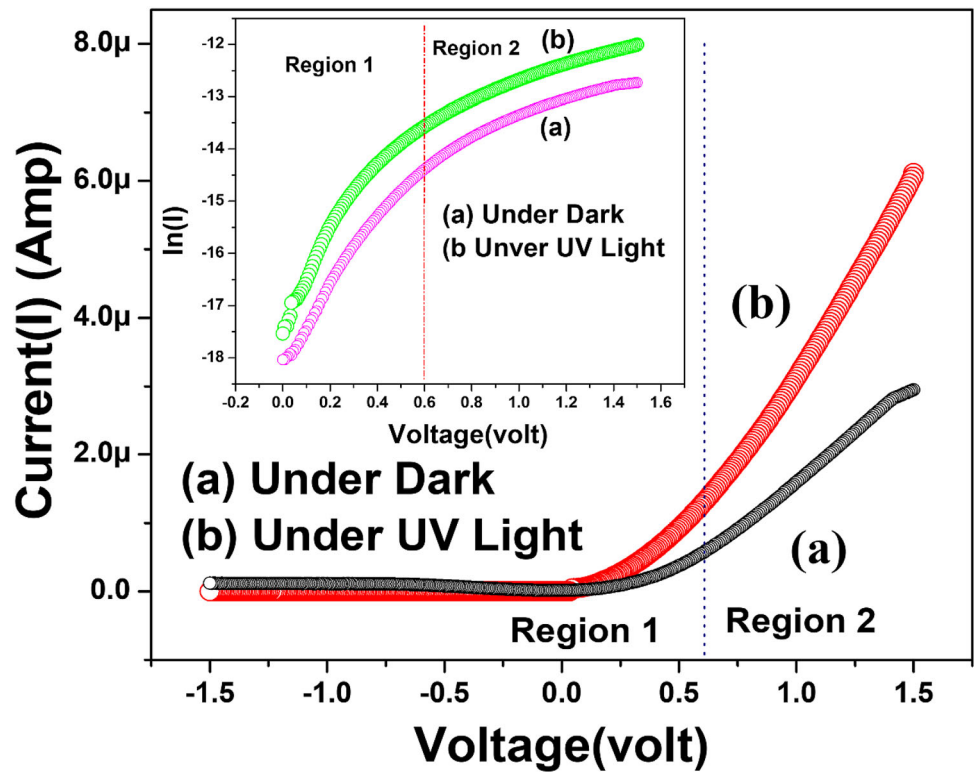 8.0μ
6.0μ
4.0μ
2.0μ
0.0
Current(I) (Amp)
-12
-13
-14
-15
-16
-17
-18
ln(I)
Region 1
Region 2
(b)
(a)
(a) Under Dark
(b Unver UV Light
-0.2 0.0 0.2 0.4 0.6 0.8 1.0 1.2 1.4 1.6
Voltage(volt)
(b)
(a) Under Dark
(b) Under UV Light
(a)
Region 1
Region 2
-1.5 -1.0 -0.5 0.0 0.5 1.0 1.5
Voltage(volt)